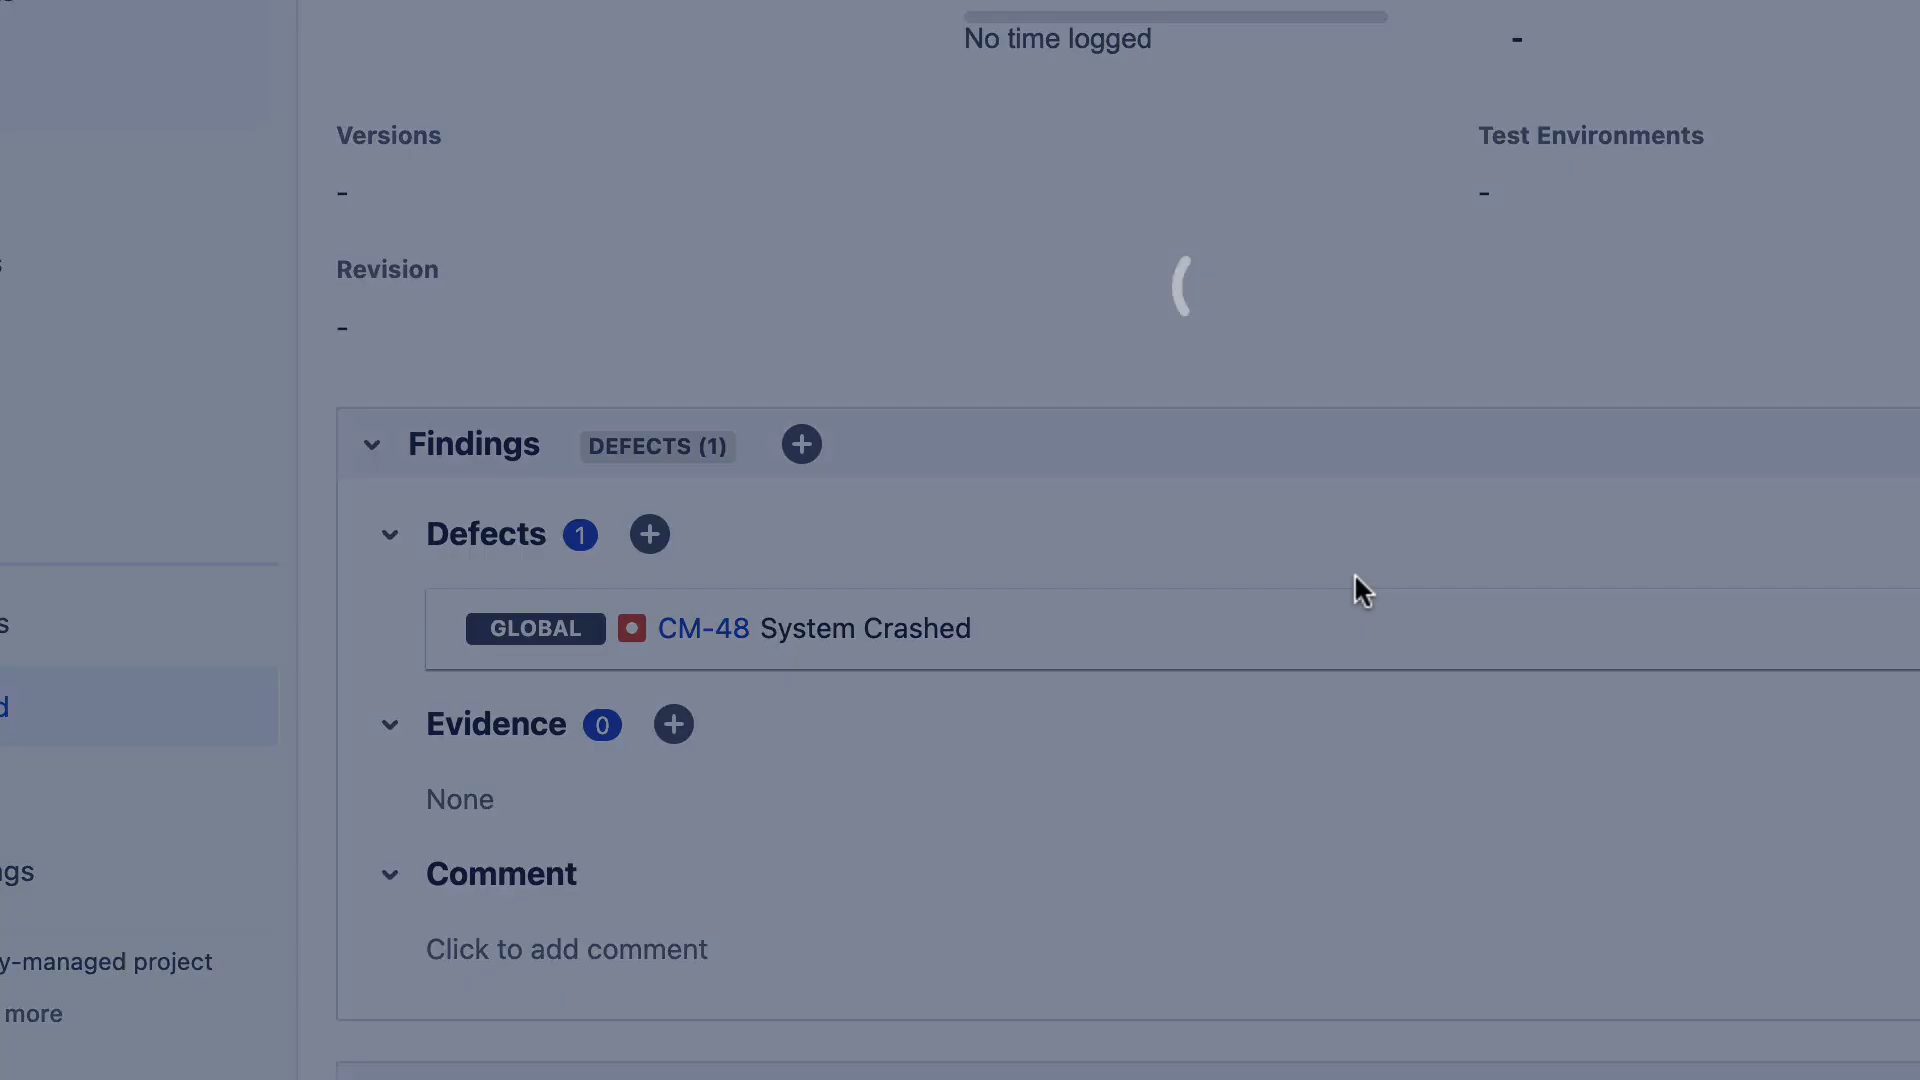 No time logged
-
Versions
Test Environments
-
-
Revision
-
Findings DEFECTS (1)
Defects 1
GLOBAL CM-48 System Crashed
Evidence 0
None
Comment
Click to add comment
y-managed project
more